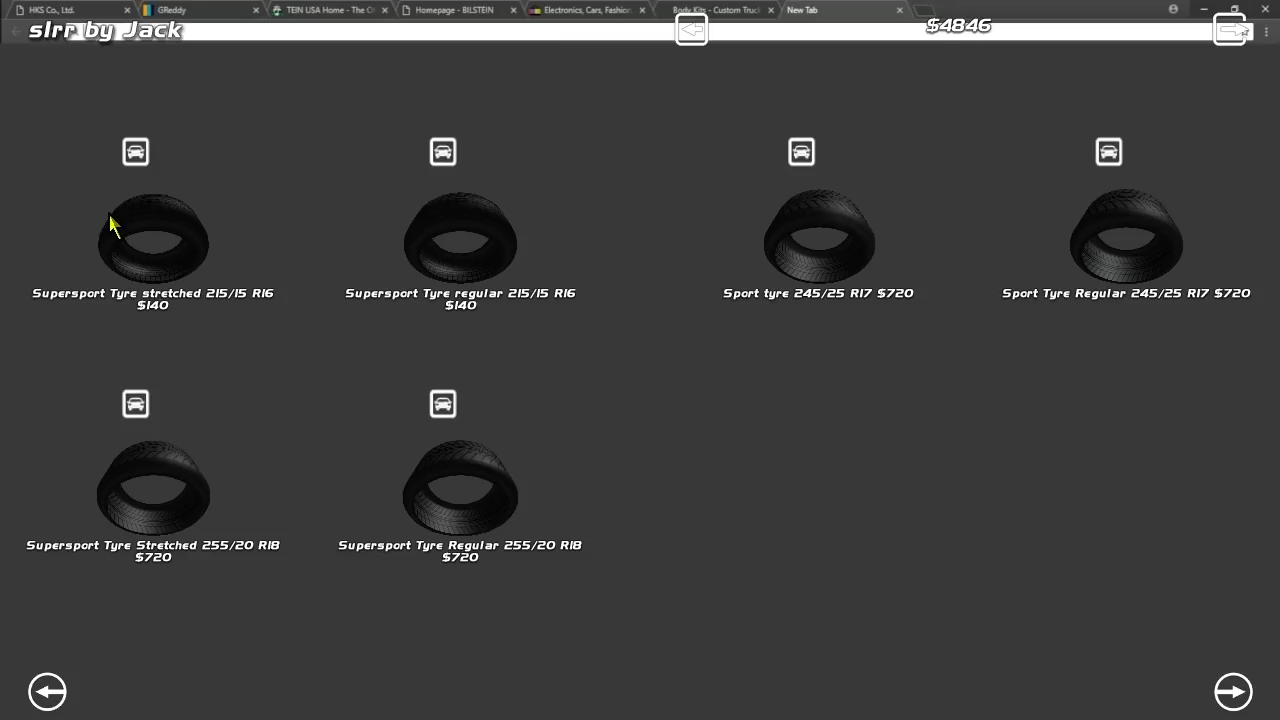 HKS Co., Ltd.
GReddy
TEIN USA Home - The O
Homepage - BILSTEIN
Electronics, Cars, Fashion,
Body Kits - Custom Truck
New Tab
slrr by Jack
$4846
Supersport Tyre stretched 215/15 R16
$140
Supersport Tyre regular 215/15 R16
$140
Sport tyre 245/25 R17 $720
Sport Tyre Regular 245/25 R17 $720
Supersport Tyre Stretched 255/20 R18
$720
Supersport Tyre Regular 255/20 R18
$720